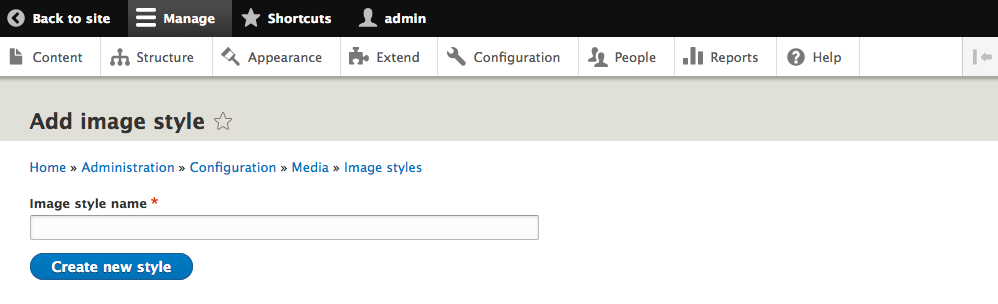 Back to site Manage Shortcuts admin
Content Structure Appearance Extend Configuration People Reports Help
Add image style
Home » Administration » Configuration » Media » Image styles
Image style name *
Create new style